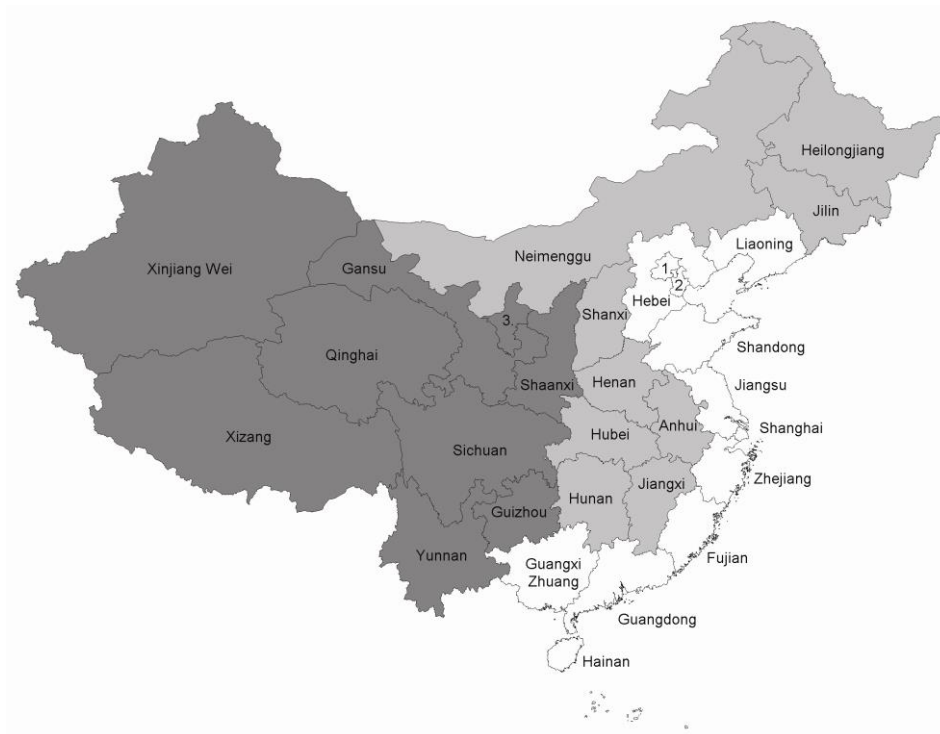 Heilongjiang
Jilin
Liaoning
Neimenggu
Xinjiang Wei
Gansu
1
2
Hebei
Shanxi
3.
Shandong
Qinghai
Shaanxi
Henan
Jiangsu
Xizang
Anhui
Shanghai
Hubei
Sichuan
Zhejiang
Jiangxi
Hunan
Guizhou
Yunnan
Fujian
Guangxi
Zhuang
Guangdong
Hainan